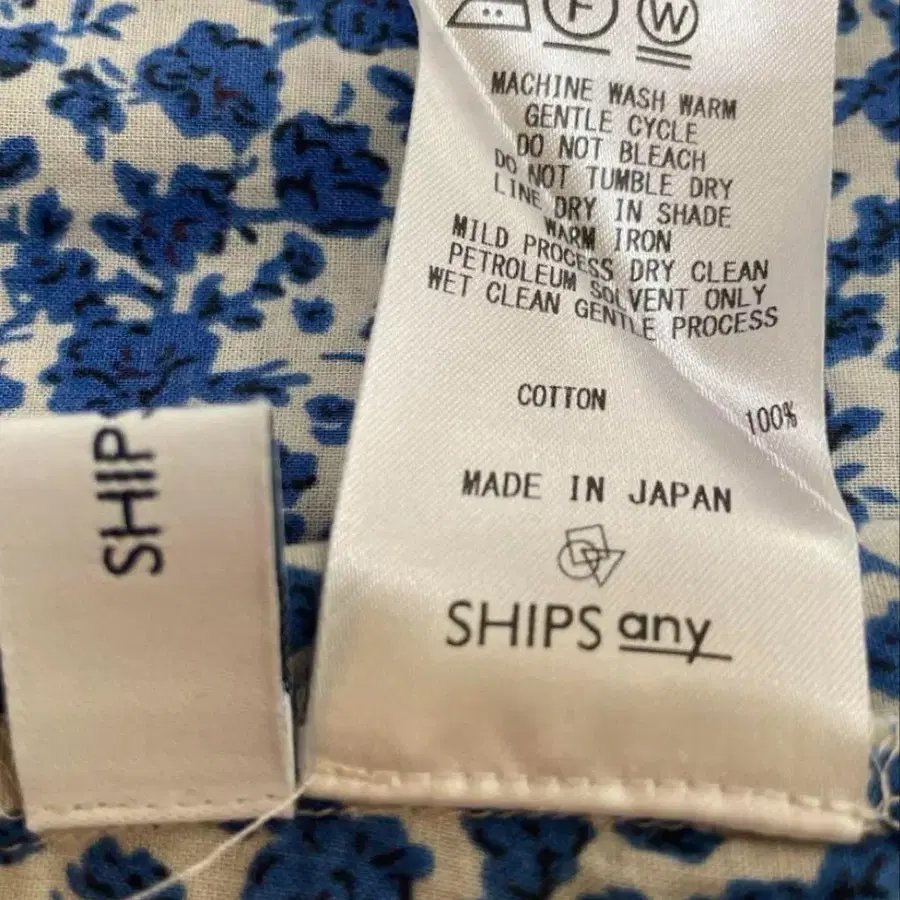 F W
MACHINE WASH WARM
GENTLE CYCLE
DO NOT BLEACH
DO NOT TUMBLE DRY
LINE DRY IN SHADE
WARM IRON
MILD PROCESS DRY CLEAN
PETROLEUM SOLVENT ONLY
WET CLEAN GENTLE PROCESS
COTTON 100%
MADE IN JAPAN
SHIPS any
SHIPS